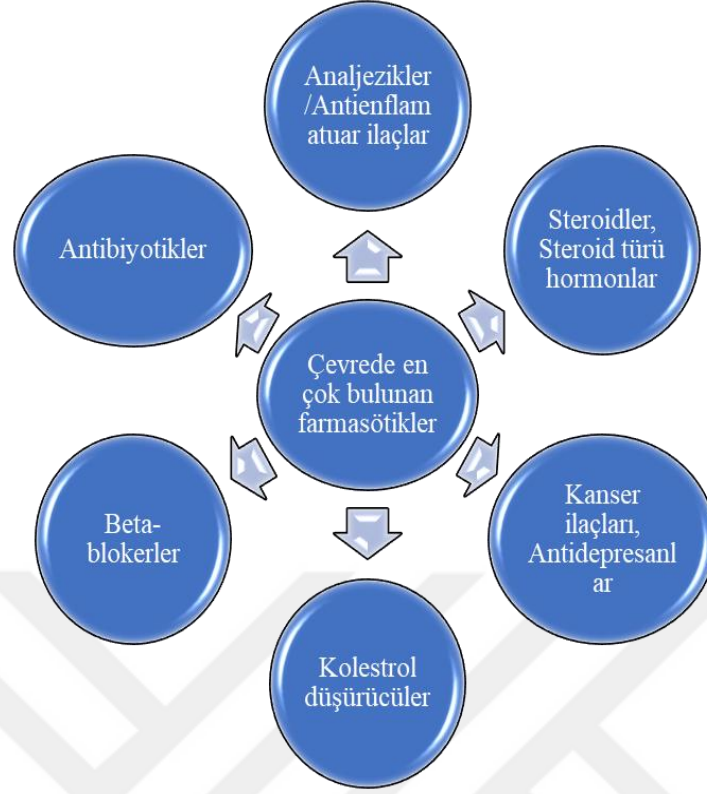 Analjezikler
/Antienflam
atuar ilaçlar
Steroidler,
Steroid türü
hormonlar
Antibiyotikler
Çevrede en
çok bulunan
farmasötikler
Kanser
ilaçları,
Antidepresanl
ar
Beta-
blokerler
Kolestrol
düşürücüler